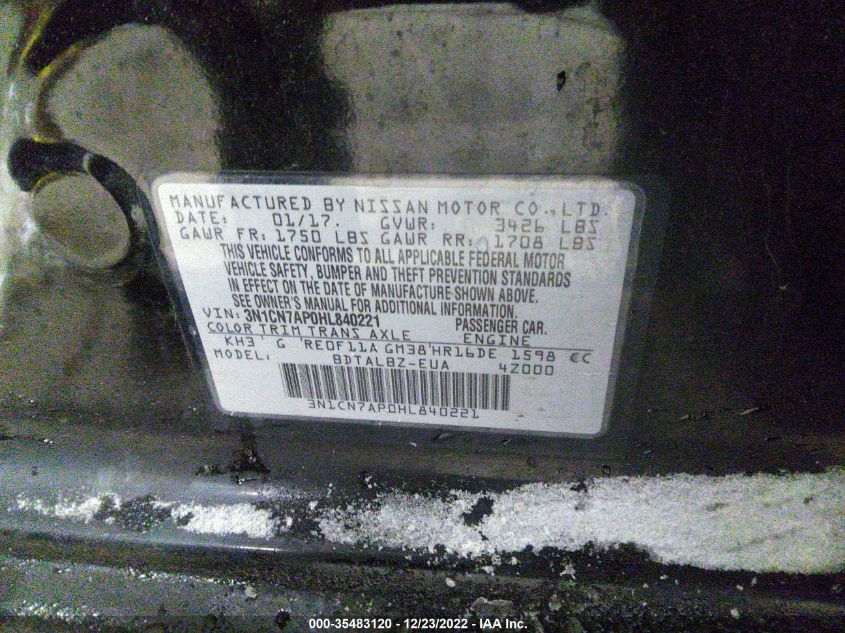 MANUFACTURED BY NISSAN MOTOR CO., LTD.
DATE: 01/17. GVWR: 3426 LBS
GAWR FR: 1750 LBS GAWR RR: 1708 LBS
THIS VEHICLE CONFORMS TO ALL APPLICABLE FEDERAL MOTOR
VEHICLE SAFETY, BUMPER AND THEFT PREVENTION STANDARDS
IN EFFECT ON THE DATE OF MANUFACTURE SHOWN ABOVE.
SEE OWNER'S MANUAL FOR ADDITIONAL INFORMATION.
VIN: 3N1CN7AP0HL840221 PASSENGER CAR.
COLOR TRIM TRANS AXLE ENGINE
KH3 G RE0F11A GM38 HR16DE 1598 CC
MODEL: BDTALBZ-EUA 4Z000
3N1CN7AP0HL840221
000-35483120 - 12/23/2022 - IAA Inc.